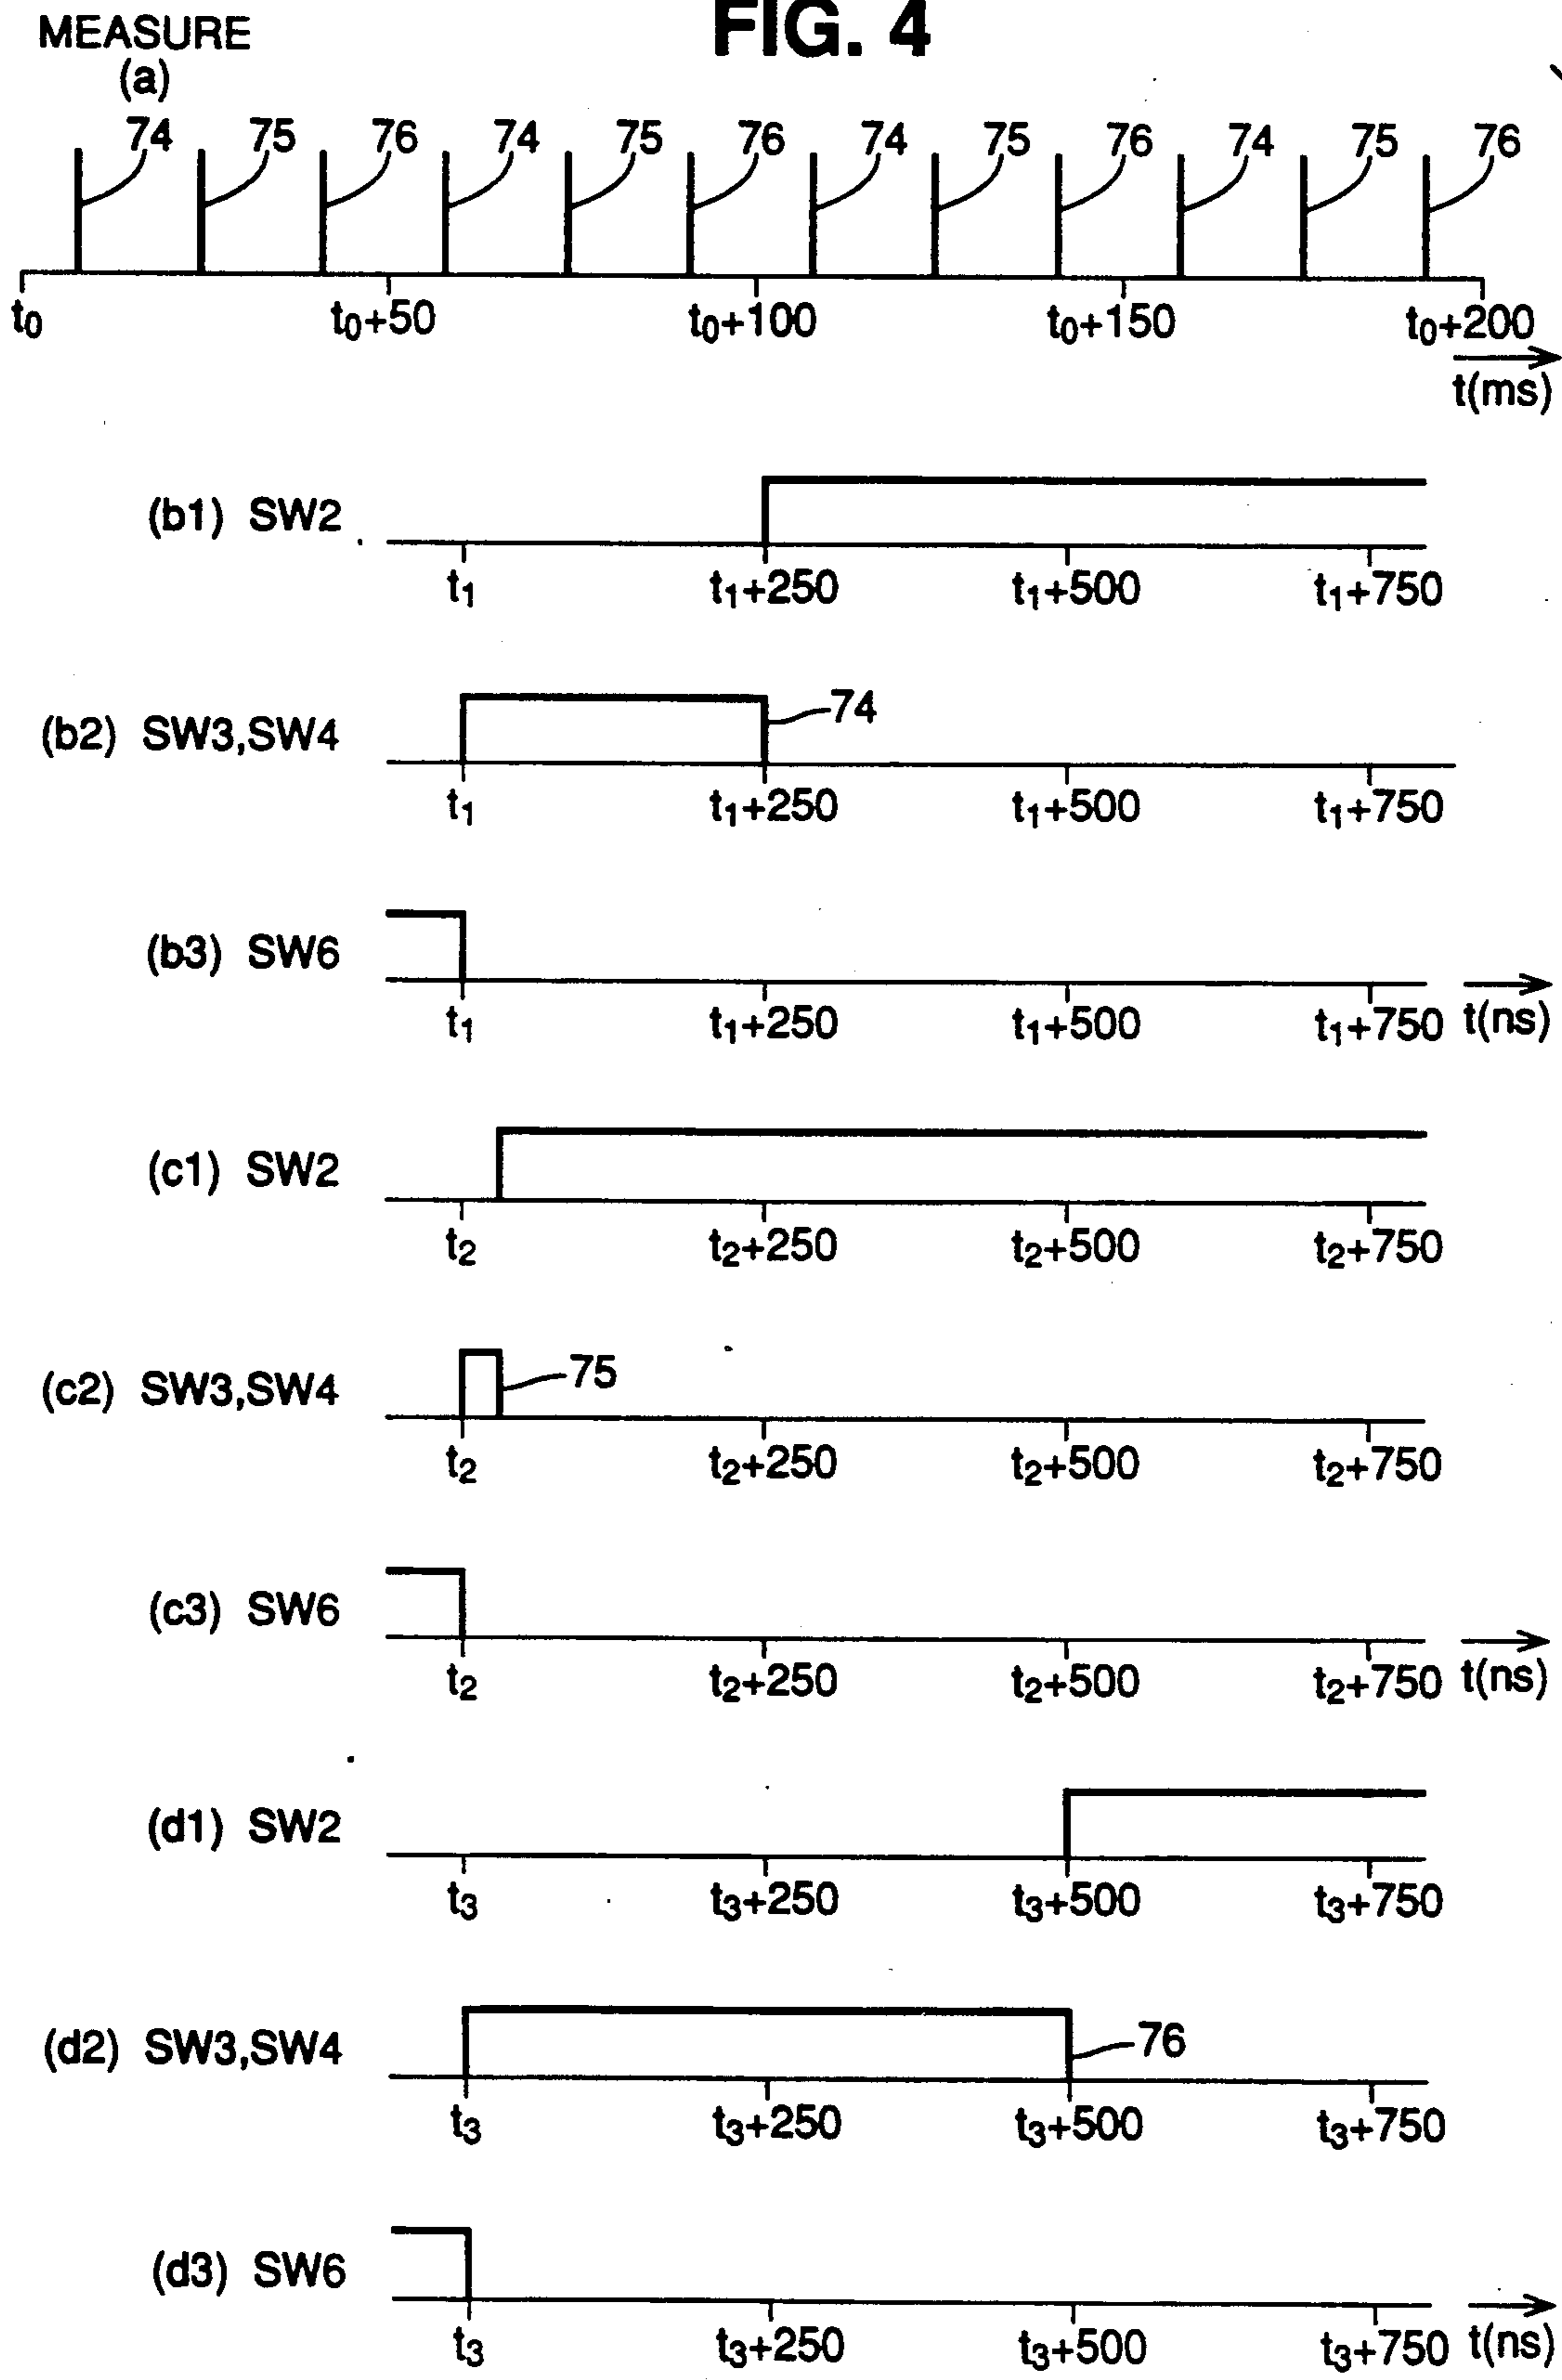 FIG. 4
MEASURE
(a)
74 75 76 74 75 76 74 75 76 74 75 76
t0 t0+50 t0+100 t0+150 t0+200
t(ms)
(b1) SW2
t1 t1+250 t1+500 t1+750
(b2) SW3,SW4
74
t1 t1+250 t1+500 t1+750
(b3) SW6
t1 t1+250 t1+500 t1+750 t(ns)
(c1) SW2
t2 t2+250 t2+500 t2+750
(c2) SW3,SW4
75
t2 t2+250 t2+500 t2+750
(c3) SW6
t2 t2+250 t2+500 t2+750 t(ns)
(d1) SW2
t3 t3+250 t3+500 t3+750
(d2) SW3,SW4
76
t3 t3+250 t3+500 t3+750
(d3) SW6
t3 t3+250 t3+500 t3+750 t(ns)